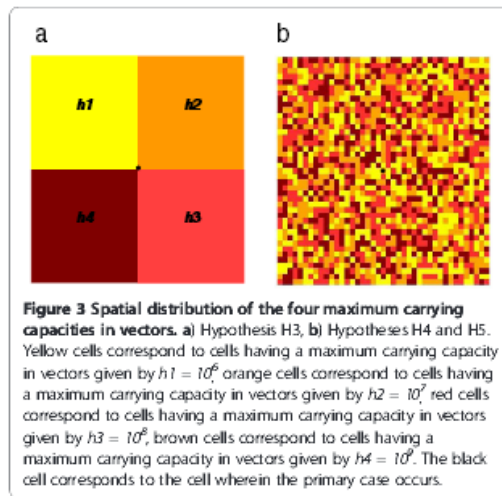 a b
h1 h2
h4 h3
Figure 3 Spatial distribution of the four maximum carrying
capacities in vectors. a) Hypothesis H3, b) Hypotheses H4 and H5.
Yellow cells correspond to cells having a maximum carrying capacity
in vectors given by h1 = 10⁶, orange cells correspond to cells having
a maximum carrying capacity in vectors given by h2 = 10⁷, red cells
correspond to cells having a maximum carrying capacity in vectors
given by h3 = 10⁸, brown cells correspond to cells having a
maximum carrying capacity in vectors given by h4 = 10⁹. The black
cell corresponds to the cell wherein the primary case occurs.